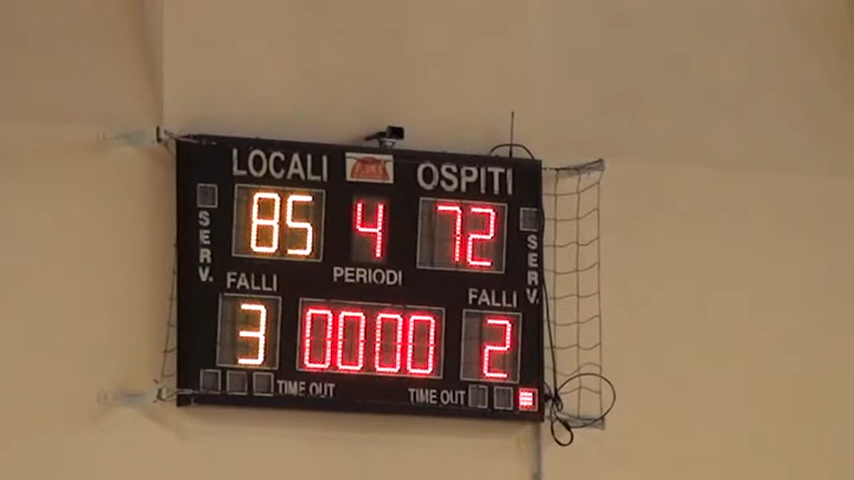 LOCALI OSPITI
85 4 72
SERV. PERIODI SERV.
FALLI FALLI
3 0000 2
TIME OUT TIME OUT